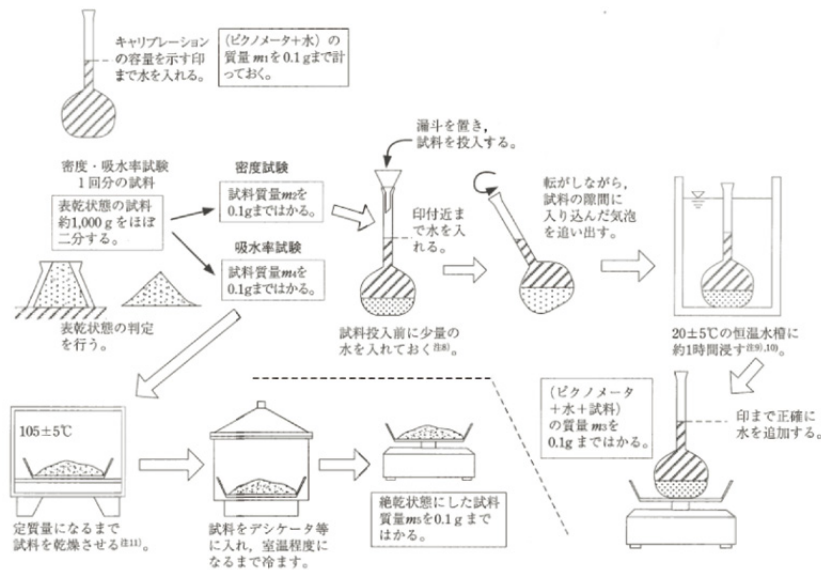 キャリブレーション
の容量を示す印
まで水を入れる。
(ピクノメータ+水)の
質量m₁を0.1gまで計
っておく。
漏斗を置き,
試料を投入する。
密度・吸水率試験
1回分の試料
表乾状態の試料
約1,000gをほぼ
二分する。
密度試験
試料質量m₂を
0.1gまではかる。
吸水率試験
試料質量m₄を
0.1gまではかる。
印付近ま
で水を入
れる。
転がしながら,
試料の隙間に
入り込んだ気泡
を追い出す。
表乾状態の判定
を行う。
試料投入前に少量の
水を入れておく注8)。
20±5℃の恒温水槽に
約1時間浸す注9),10)。
(ピクノメータ
+水+試料)
の質量m₃を
0.1gまではかる。
印まで正確に
水を追加する。
105±5℃
定質量になるまで
試料を乾燥させる注11)。
試料をデシケータ等
に入れ,室温程度に
なるまで冷ます。
絶乾状態にした試料
質量m₅を0.1gまで
はかる。